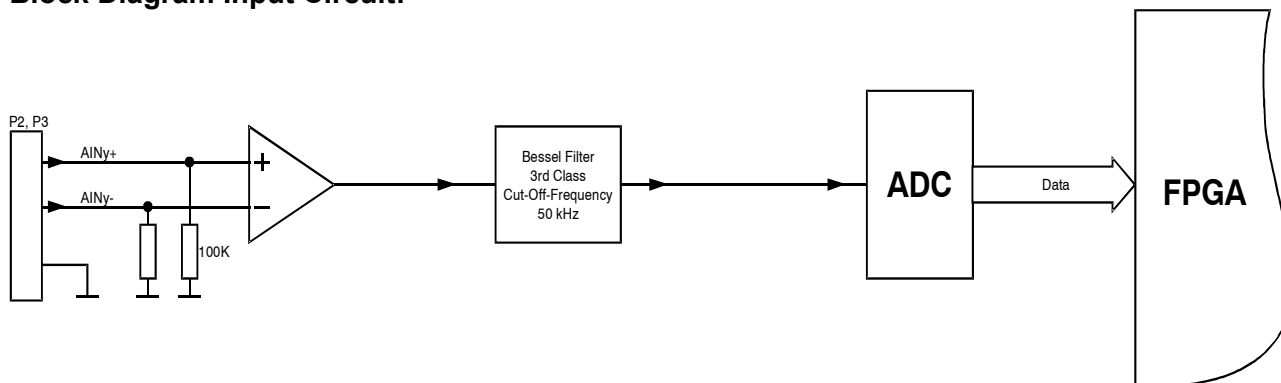 Block Diagram Input Circuit:
P2, P3
AINy+
AINy-
+
−
100K
Bessel Filter
3rd Class
Cut-Off-Frequency
50 kHz
ADC
Data
FPGA